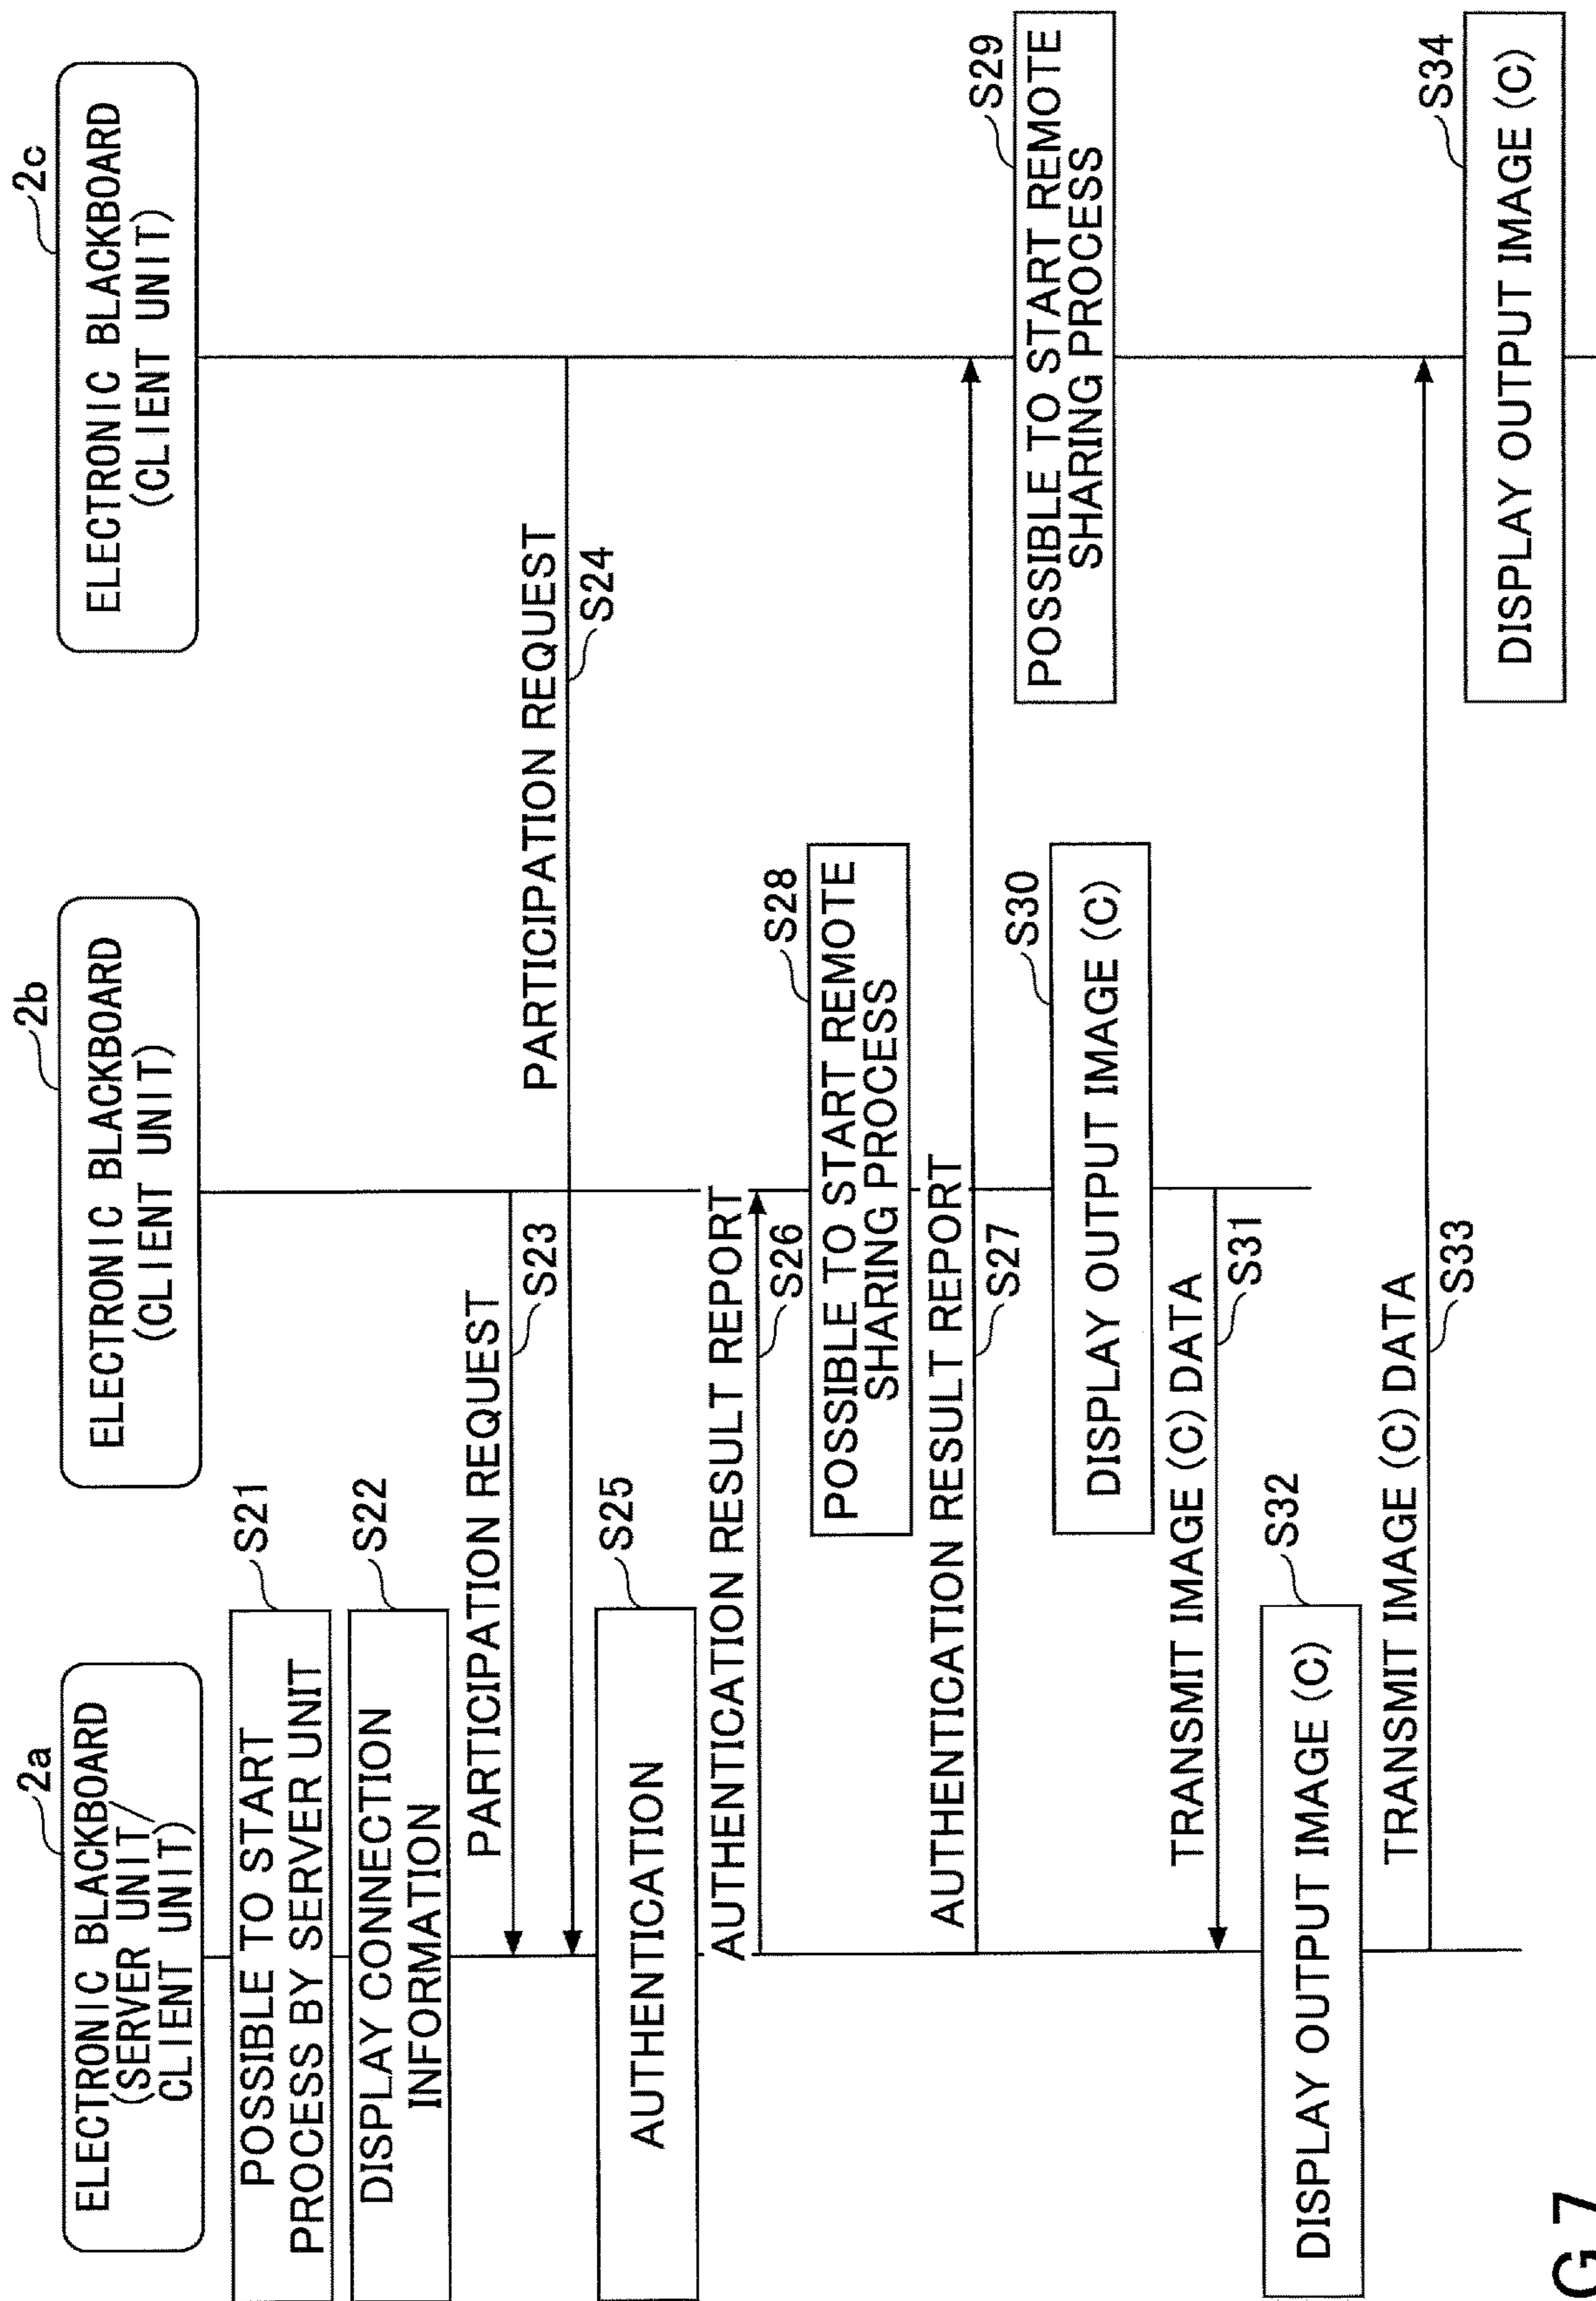 2a
ELECTRONIC BLACKBOARD
(SERVER UNIT
CLIENT UNIT)
2b
ELECTRONIC BLACKBOARD
(CLIENT UNIT)
2c
ELECTRONIC BLACKBOARD
(CLIENT UNIT)
S21
POSSIBLE TO START
PROCESS BY SERVER UNIT
S22
DISPLAY CONNECTION
INFORMATION
PARTICIPATION REQUEST
S23
PARTICIPATION REQUEST
S24
S25
AUTHENTICATION
AUTHENTICATION RESULT REPORT
S26
S28
POSSIBLE TO START REMOTE
SHARING PROCESS
AUTHENTICATION RESULT REPORT
S27
S29
POSSIBLE TO START REMOTE
SHARING PROCESS
S30
DISPLAY OUTPUT IMAGE (C)
TRANSMIT IMAGE (C) DATA
S31
S32
DISPLAY OUTPUT IMAGE (C)
TRANSMIT IMAGE (C) DATA
S33
S34
DISPLAY OUTPUT IMAGE (C)
G 7